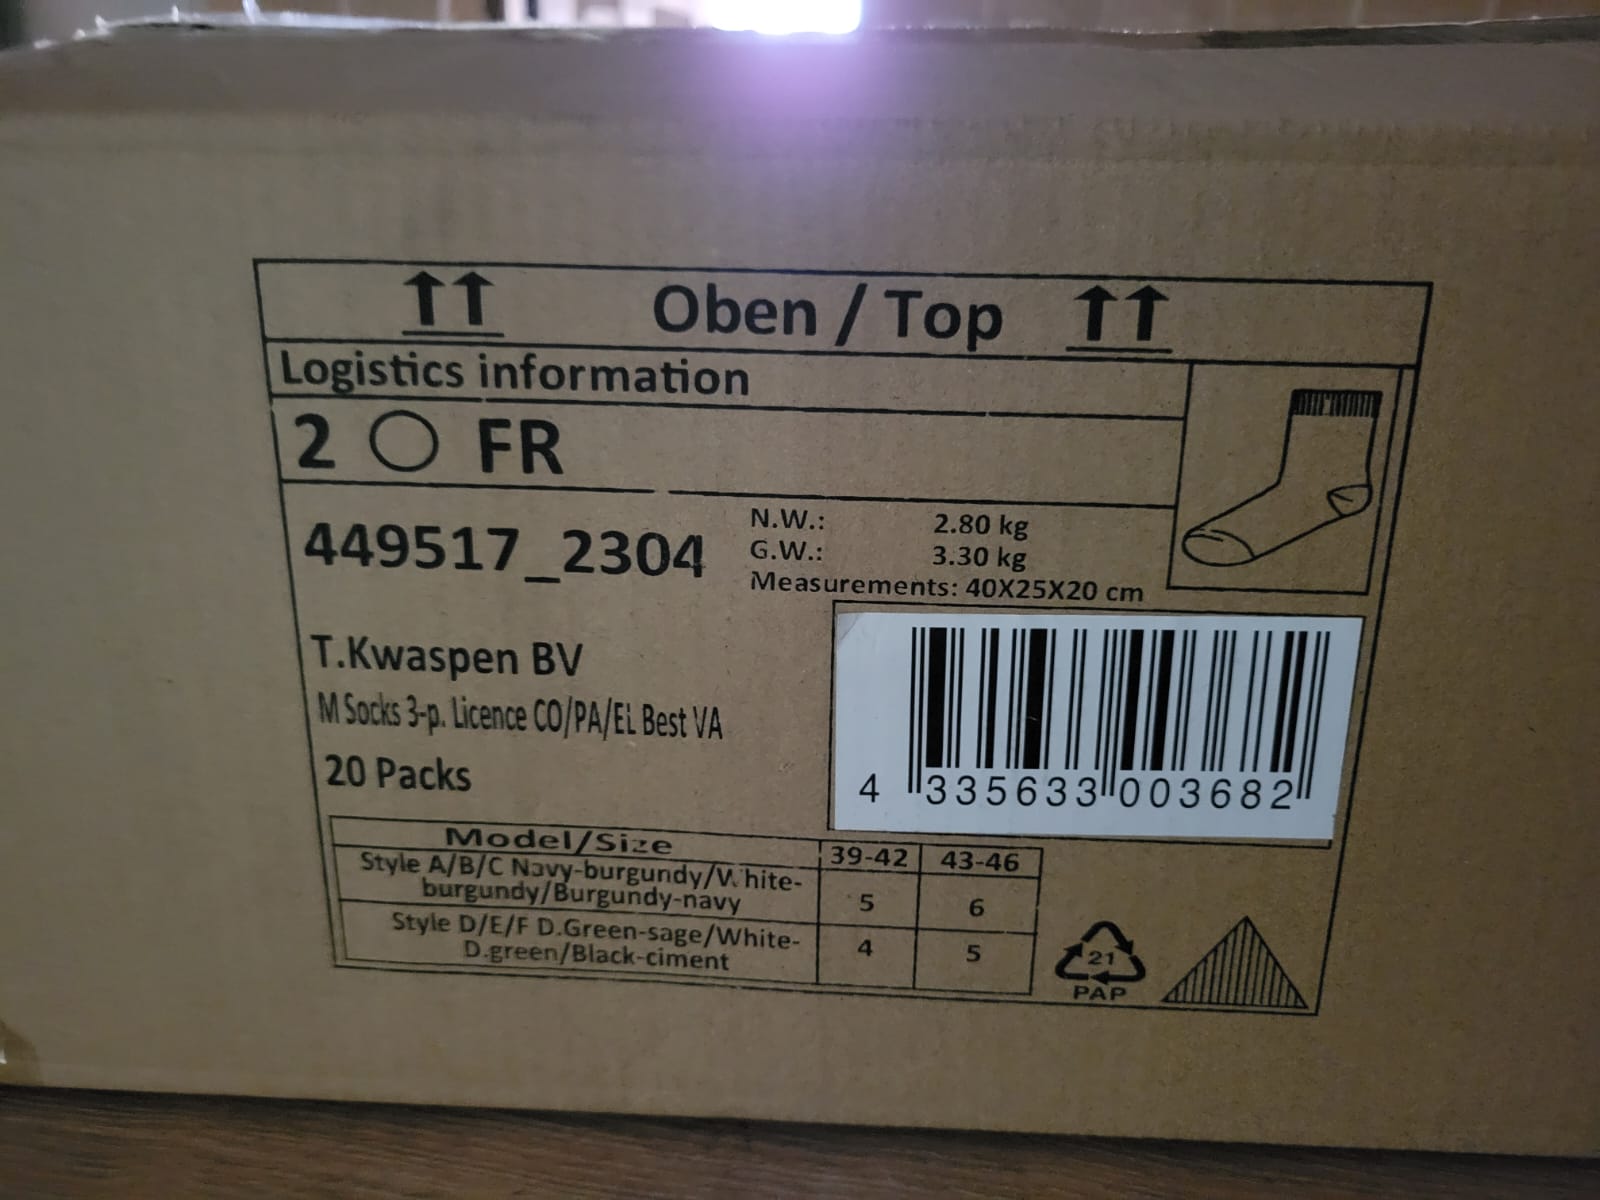 Oben / Top
Logistics information
2 ○ FR
449517_2304
N.W.: 2.80 kg
G.W.: 3.30 kg
Measurements: 40X25X20 cm
T.Kwaspen BV
M Socks 3-p. Licence CO/PA/EL Best VA
20 Packs
4 335633 003682
Model/Size 39-42 43-46
Style A/B/C Navy-burgundy/White-
burgundy/Burgundy-navy 5 6
Style D/E/F D.Green-sage/White-
D.green/Black-ciment 4 5
21
PAP